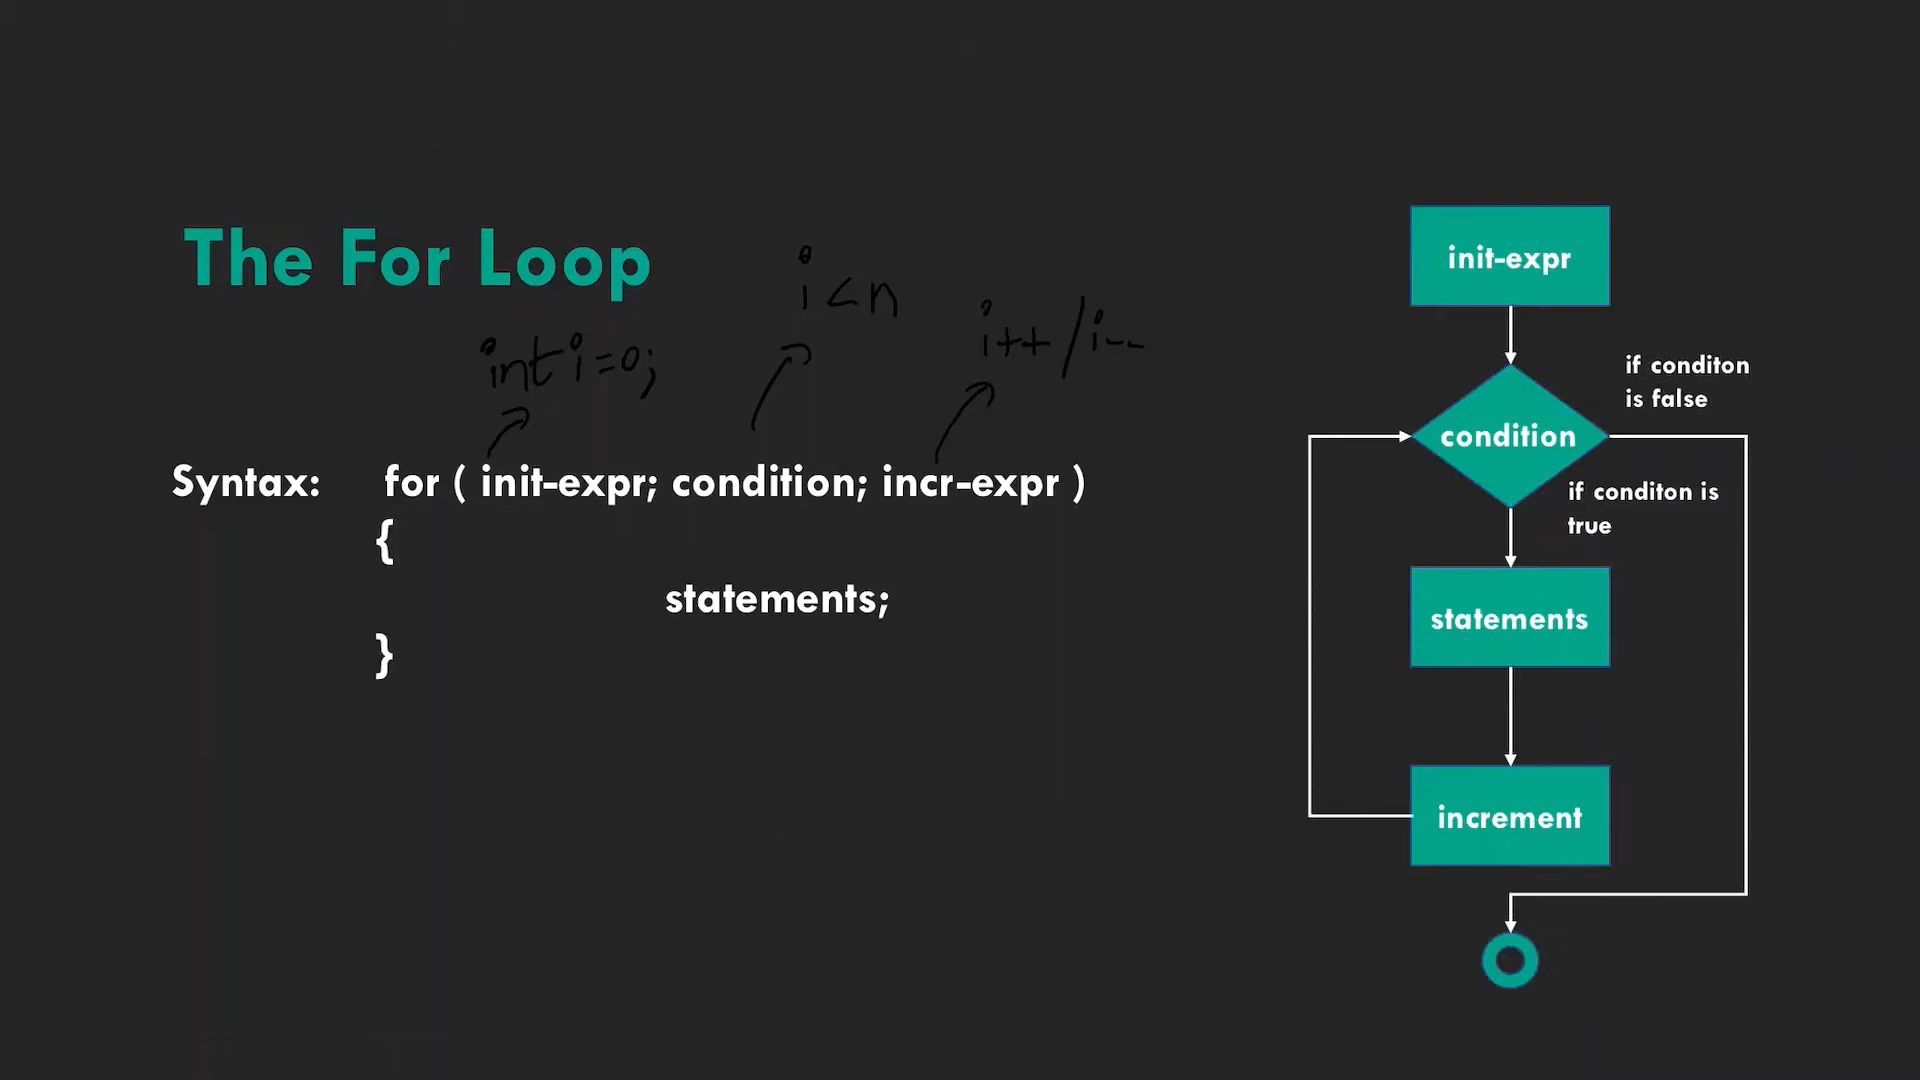 The For Loop
i<n
i++/i--
int i=0;
Syntax: for ( init-expr; condition; incr-expr )
{
statements;
}
init-expr
if conditon
is false
condition
if conditon is
true
statements
increment